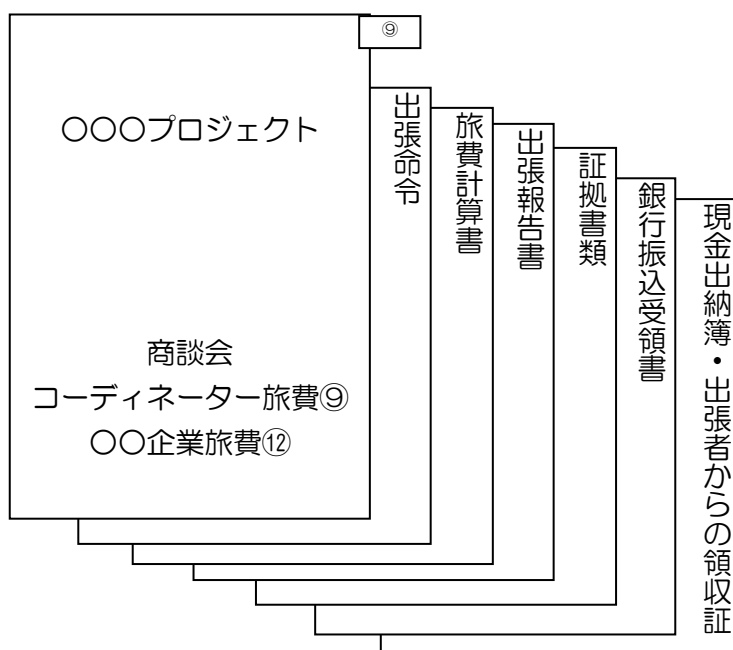 ⑨
〇〇〇プロジェクト
商談会
コーディネーター旅費⑨
〇〇企業旅費⑫
出張命令
旅費計算書
出張報告書
証拠書類
銀行振込受領書
現金出納簿・出張者からの領収証